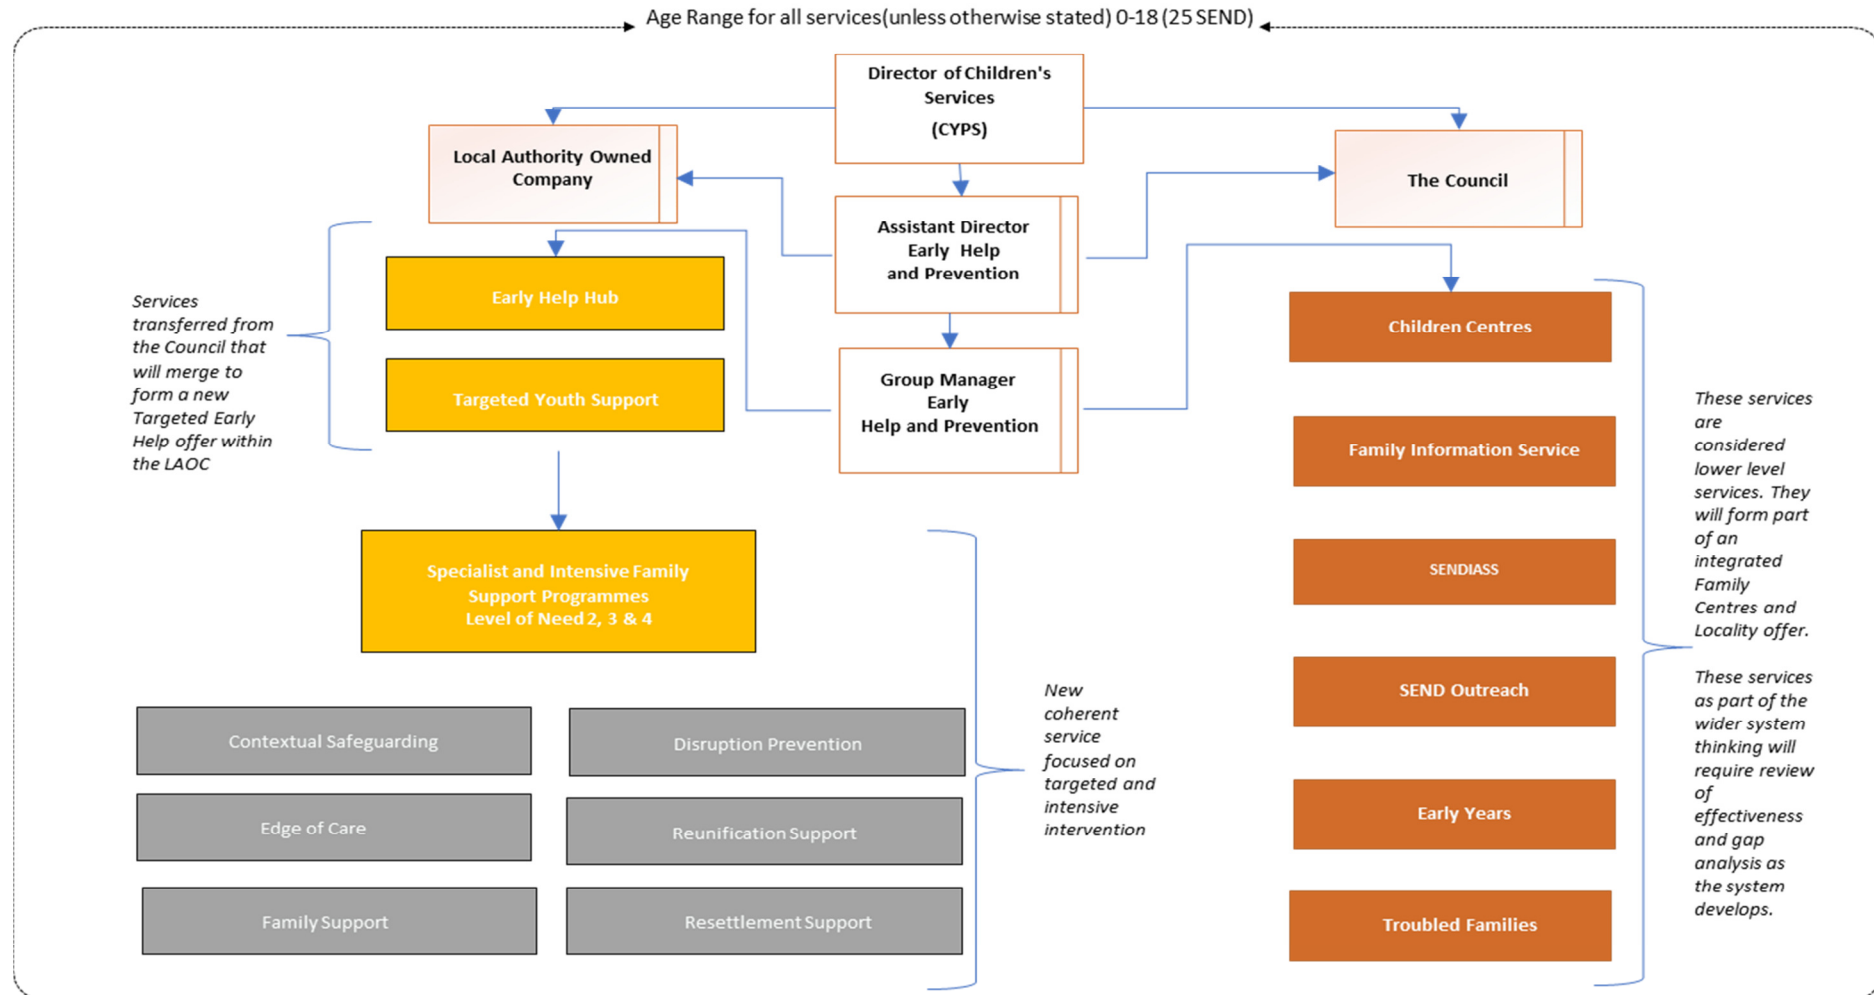 Age Range for all services(unless otherwise stated) 0-18 (25 SEND)
Director of Children's
Services
(CYPS)
Local Authority Owned
Company
The Council
Assistant Director
Early Help
and Prevention
Group Manager
Early
Help and Prevention
Services
transferred from
the Council that
will merge to
form a new
Targeted Early
Help offer within
the LAOC
Early Help Hub
Targeted Youth Support
Specialist and Intensive Family
Support Programmes
Level of Need 2, 3 & 4
Contextual Safeguarding
Disruption Prevention
Edge of Care
Reunification Support
Family Support
Resettlement Support
New
coherent
service
focused on
targeted and
intensive
intervention
Children Centres
Family Information Service
SENDIASS
SEND Outreach
Early Years
Troubled Families
These services
are
considered
lower level
services. They
will form part
of an
integrated
Family
Centres and
Locality offer.
These services
as part of the
wider system
thinking will
require review
of
effectiveness
and gap
analysis as
the system
develops.